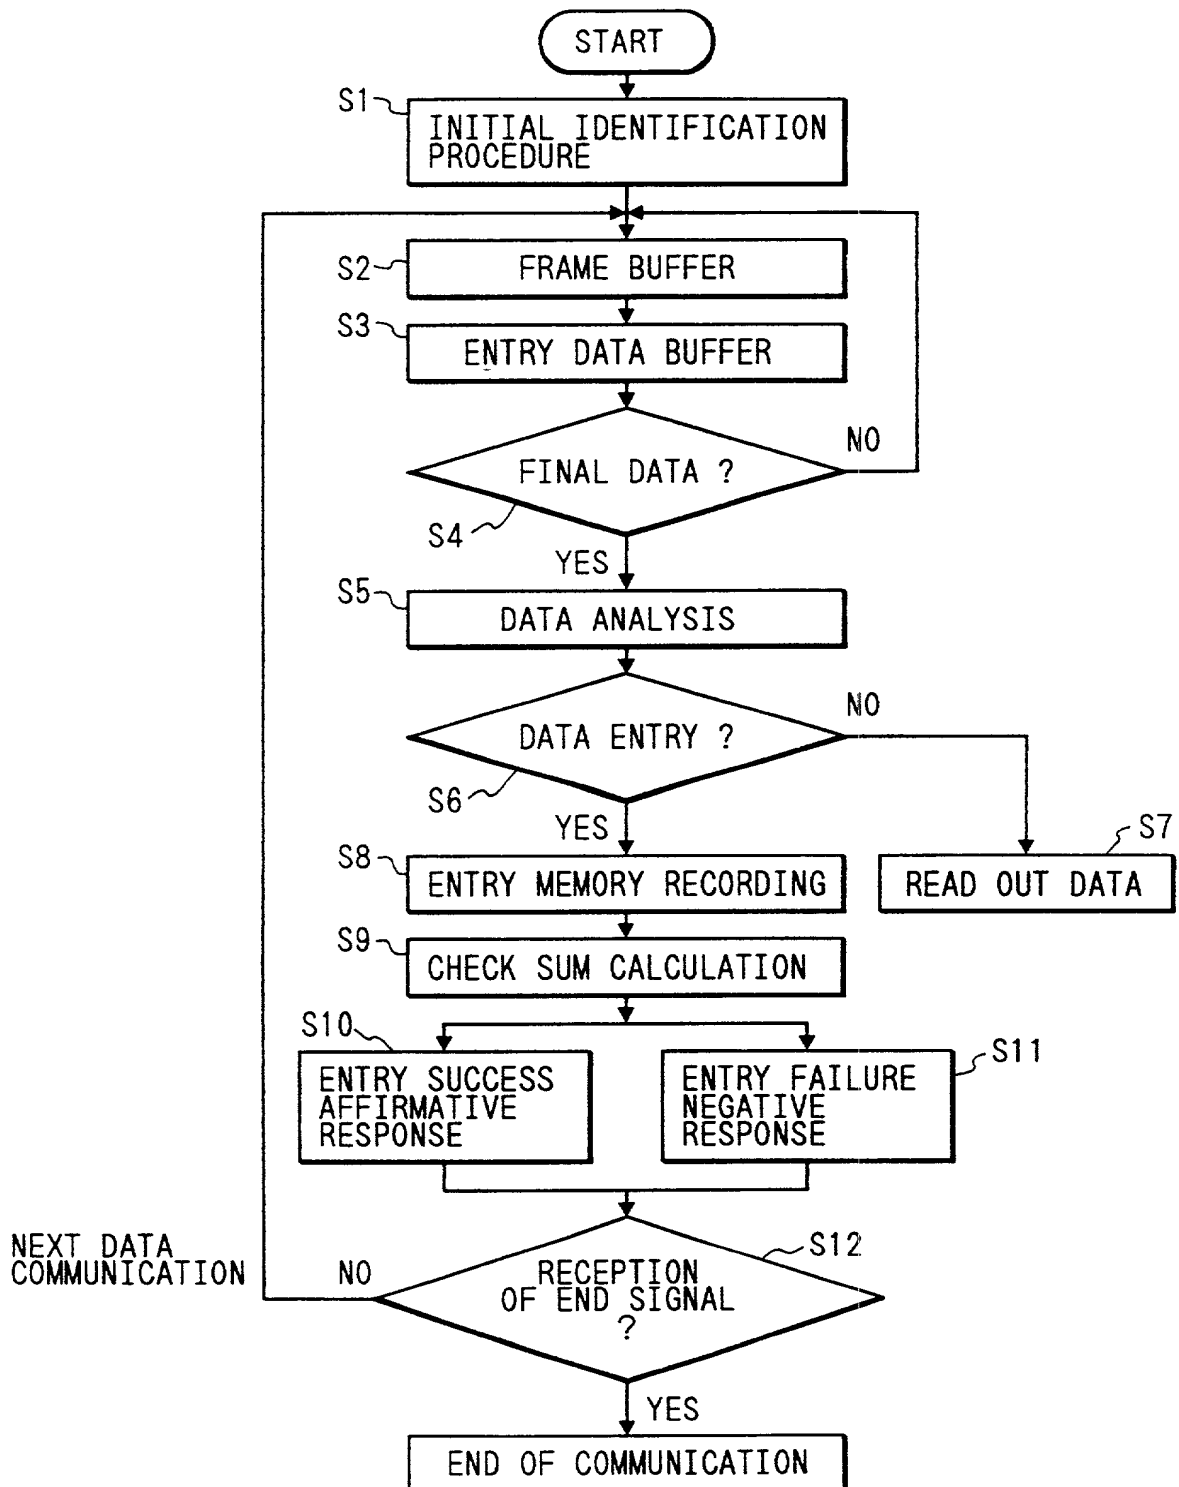 START
S1
INITIAL IDENTIFICATION
PROCEDURE
S2
FRAME BUFFER
S3
ENTRY DATA BUFFER
NO
FINAL DATA ?
S4
YES
S5
DATA ANALYSIS
NO
DATA ENTRY ?
S6
YES
S7
S8
ENTRY MEMORY RECORDING
READ OUT DATA
S9
CHECK SUM CALCULATION
S10
ENTRY SUCCESS
AFFIRMATIVE
RESPONSE
S11
ENTRY FAILURE
NEGATIVE
RESPONSE
S12
NEXT DATA
COMMUNICATION
NO
RECEPTION
OF END SIGNAL
?
YES
END OF COMMUNICATION